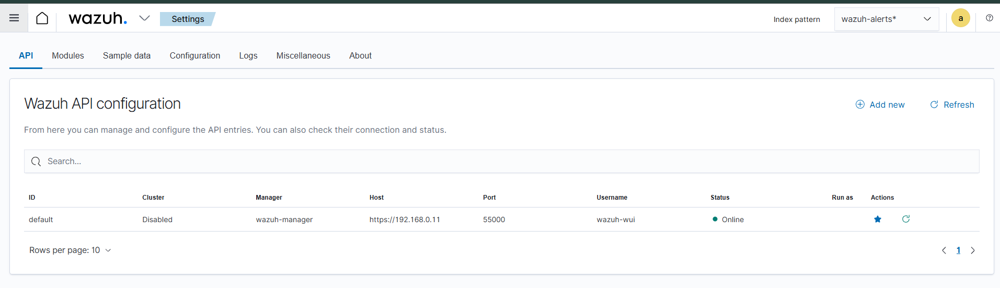 wazuh. Settings Index pattern wazuh-alerts* a
API Modules Sample data Configuration Logs Miscellaneous About
Wazuh API configuration
Add new Refresh
From here you can manage and configure the API entries. You can also check their connection and status.
Search...
ID Cluster Manager Host Port Username Status Run as Actions
default Disabled wazuh-manager https://192.168.0.11 55000 wazuh-wui Online
Rows per page: 10 1